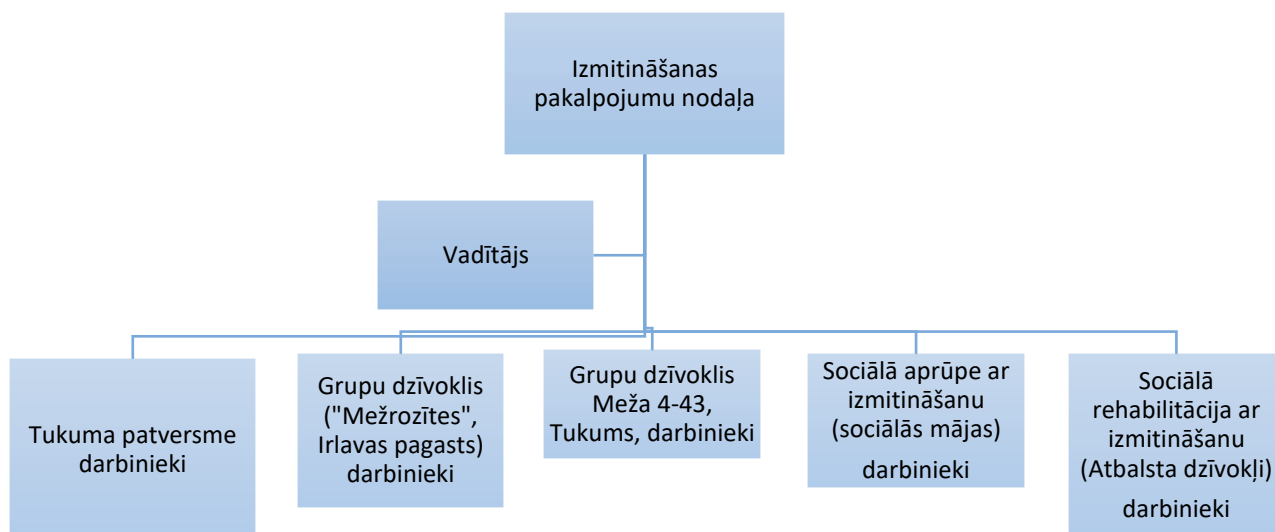 Izmitināšanas
pakalpojumu nodaļa
Vadītājs
Tukuma patversme
darbinieki
Grupu dzīvoklis
("Mežrozītes",
Irlavas pagasts)
darbinieki
Grupu dzīvoklis
Meža 4-43,
Tukums, darbinieki
Sociālā aprūpe ar
izmitināšanu
(sociālās mājas)
darbinieki
Sociālā
rehabilitācija ar
izmitināšanu
(Atbalsta dzīvokļi)
darbinieki